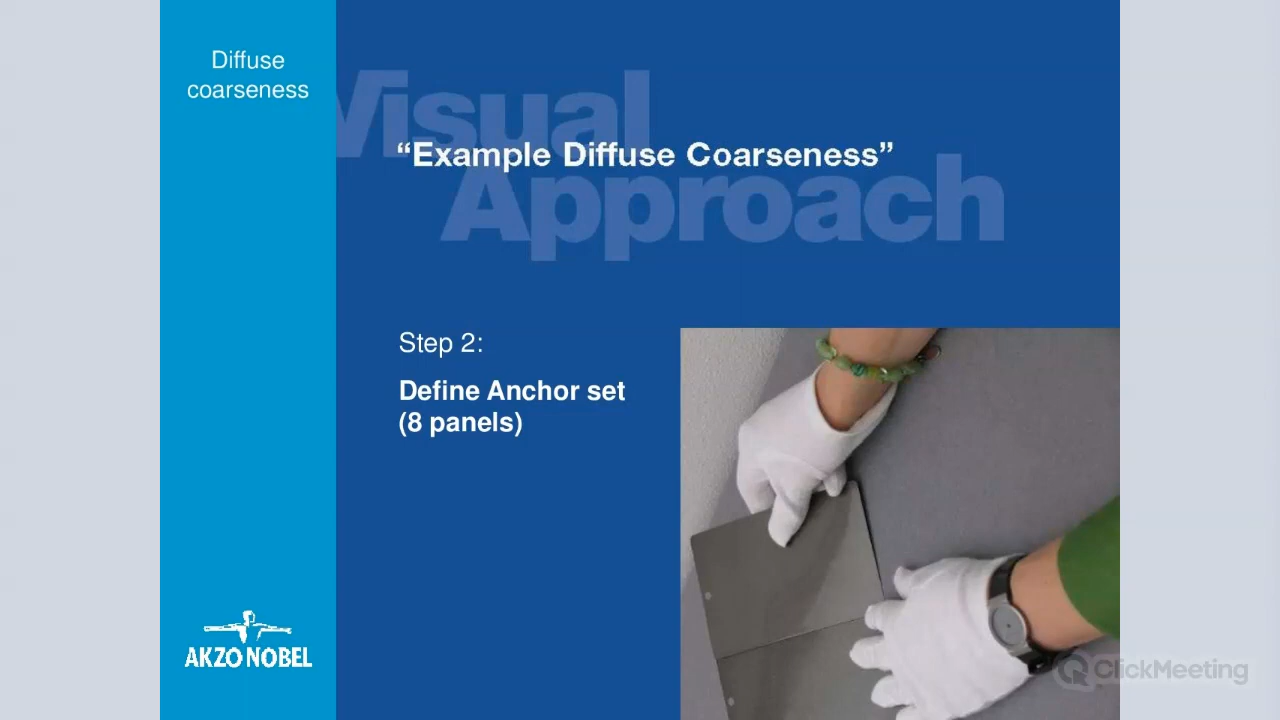 Diffuse
coarseness
Visual
Approach
“Example Diffuse Coarseness”
Step 2:
Define Anchor set
(8 panels)
AKZO NOBEL
ClickMeeting